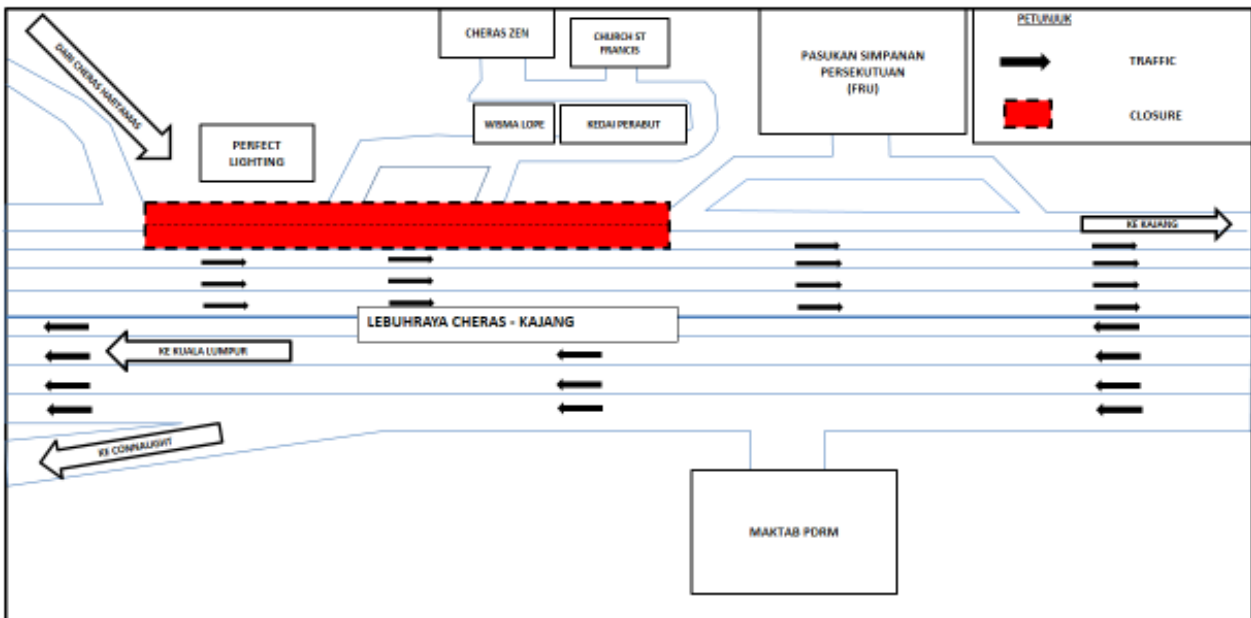 DARI CHERAS HARTAMAS
CHERAS ZEN
CHURCH ST
FRANCIS
PASUKAN SIMPANAN
PERSEKUTUAN
(FRU)
PETUNJUK
TRAFFIC
CLOSURE
WISMA LOPE
KEDAI PERABUT
PERFECT
LIGHTING
KE KAJANG
LEBUHRAYA CHERAS - KAJANG
KE KUALA LUMPUR
KE CONNAUGHT
MAKTAB PDRM